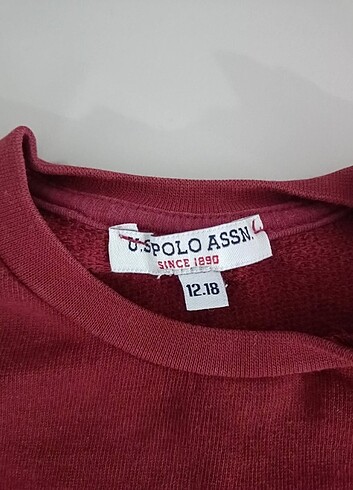 U.S. POLO ASSN.
SINCE 1890
12.18